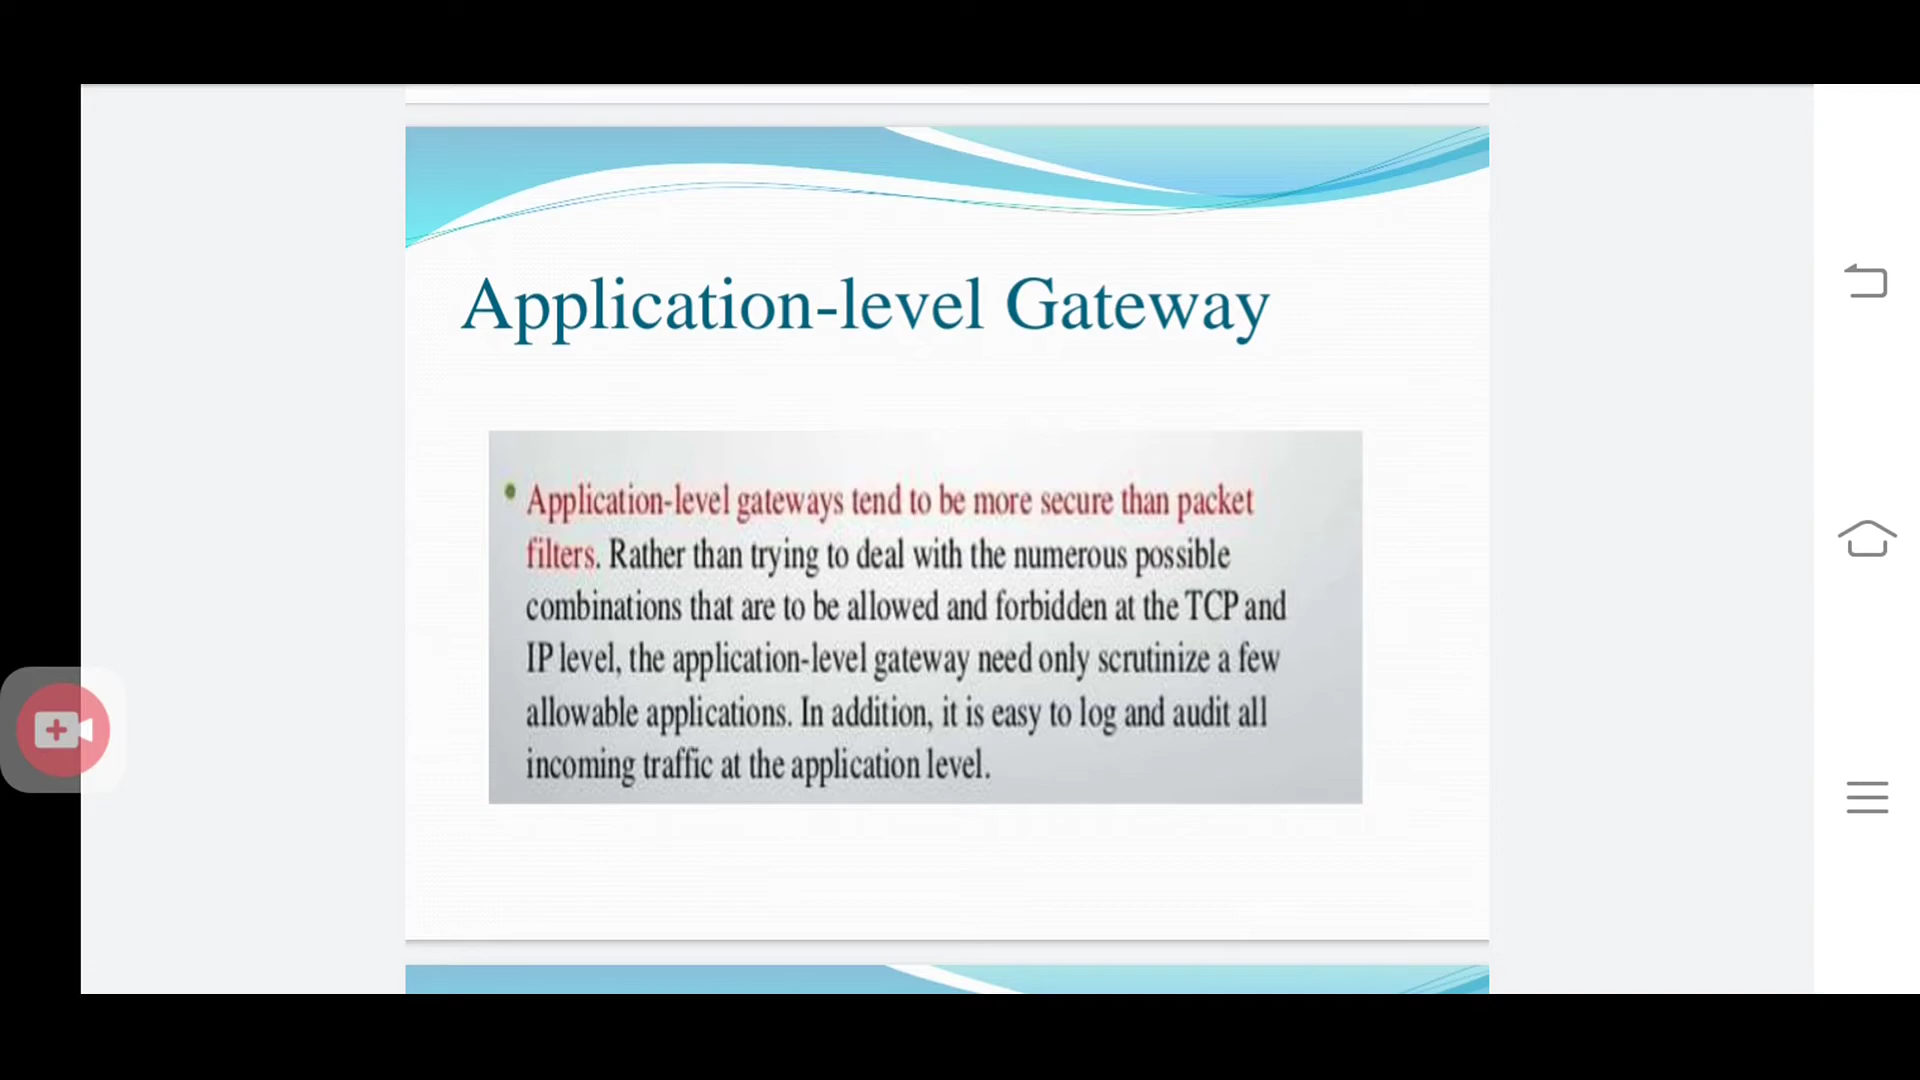 Application-level Gateway
• Application-level gateways tend to be more secure than packet
filters. Rather than trying to deal with the numerous possible
combinations that are to be allowed and forbidden at the TCP and
IP level, the application-level gateway need only scrutinize a few
allowable applications. In addition, it is easy to log and audit all
incoming traffic at the application level.